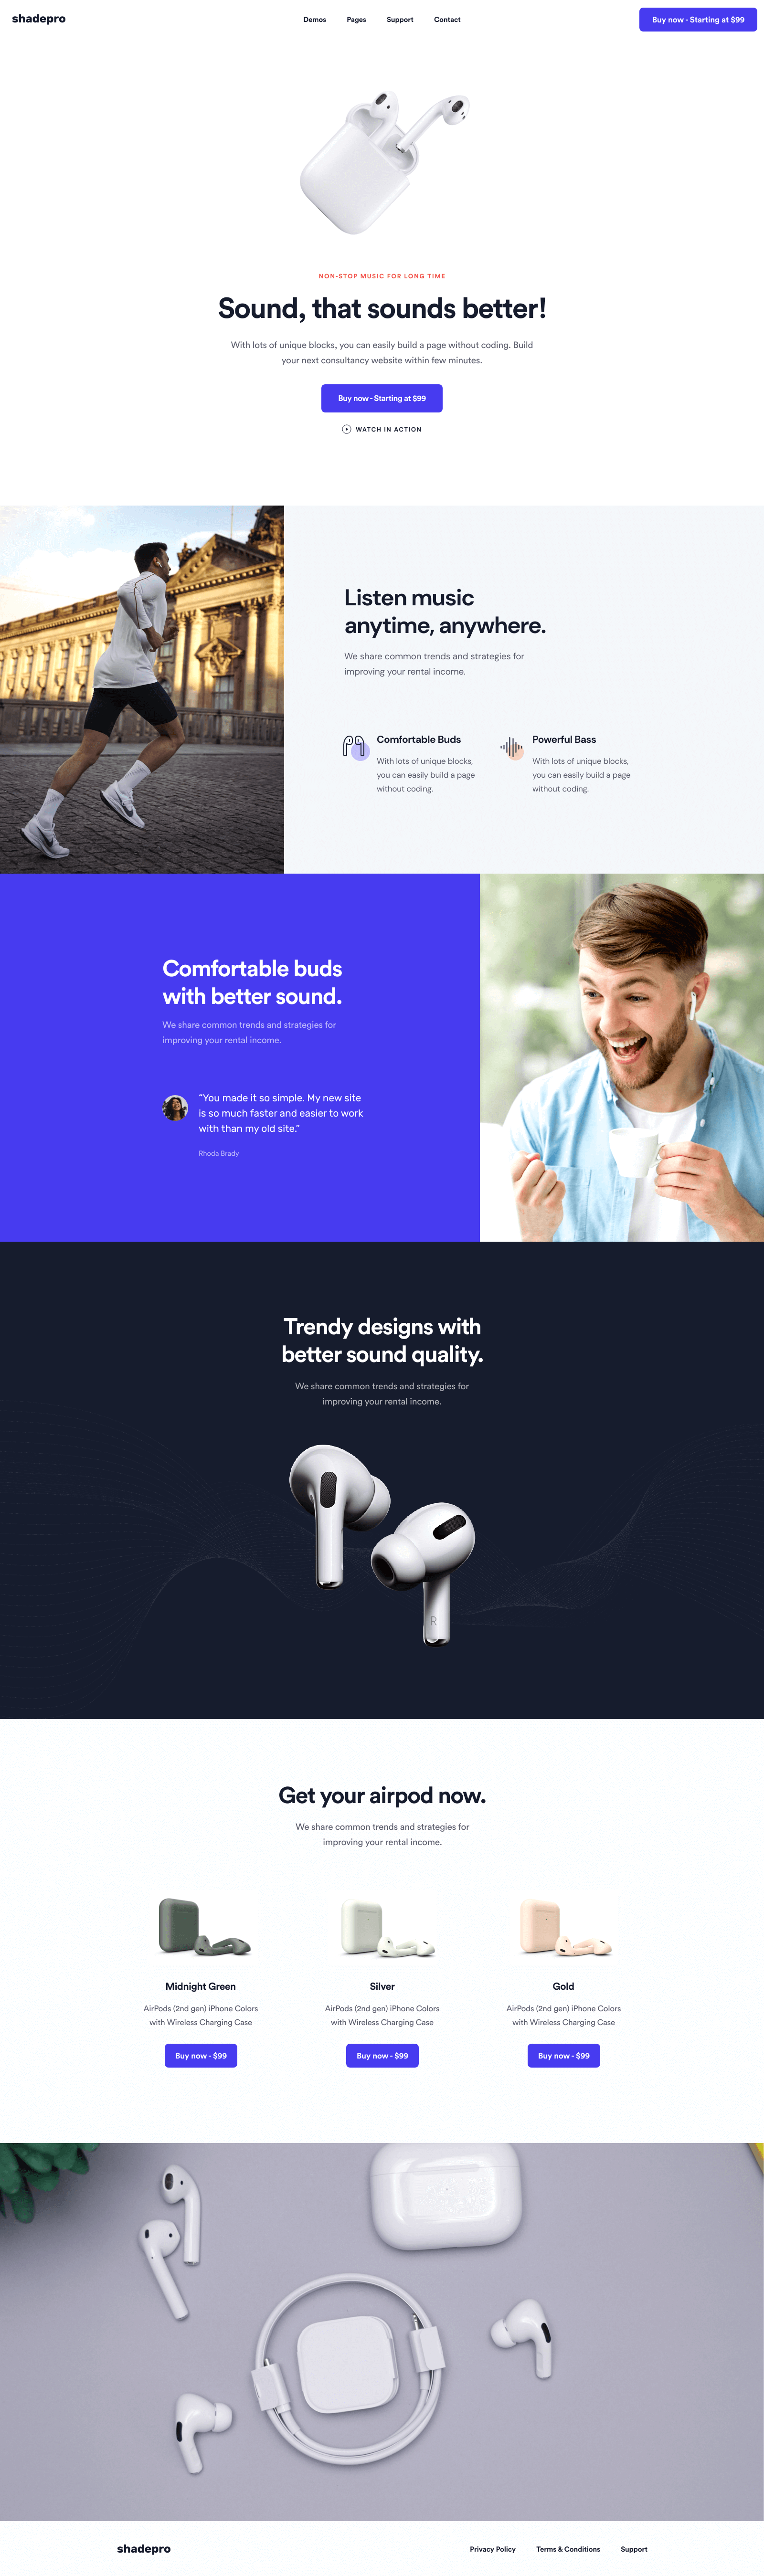 shadepro
Demos Pages Support Contact
Buy now - Starting at $99
NON-STOP MUSIC FOR LONG TIME
Sound, that sounds better!
With lots of unique blocks, you can easily build a page without coding. Build
your next consultancy website within few minutes.
Buy now - Starting at $99
WATCH IN ACTION
Listen music
anytime, anywhere.
We share common trends and strategies for
improving your rental income.
Comfortable Buds
With lots of unique blocks,
you can easily build a page
without coding.
Powerful Bass
With lots of unique blocks,
you can easily build a page
without coding.
Comfortable buds
with better sound.
We share common trends and strategies for
improving your rental income.
“You made it so simple. My new site
is so much faster and easier to work
with than my old site.”
Rhoda Brady
Trendy designs with
better sound quality.
We share common trends and strategies for
improving your rental income.
R
Get your airpod now.
We share common trends and strategies for
improving your rental income.
Midnight Green
AirPods (2nd gen) iPhone Colors
with Wireless Charging Case
Buy now - $99
Silver
AirPods (2nd gen) iPhone Colors
with Wireless Charging Case
Buy now - $99
Gold
AirPods (2nd gen) iPhone Colors
with Wireless Charging Case
Buy now - $99
shadepro
Privacy Policy Terms & Conditions Support